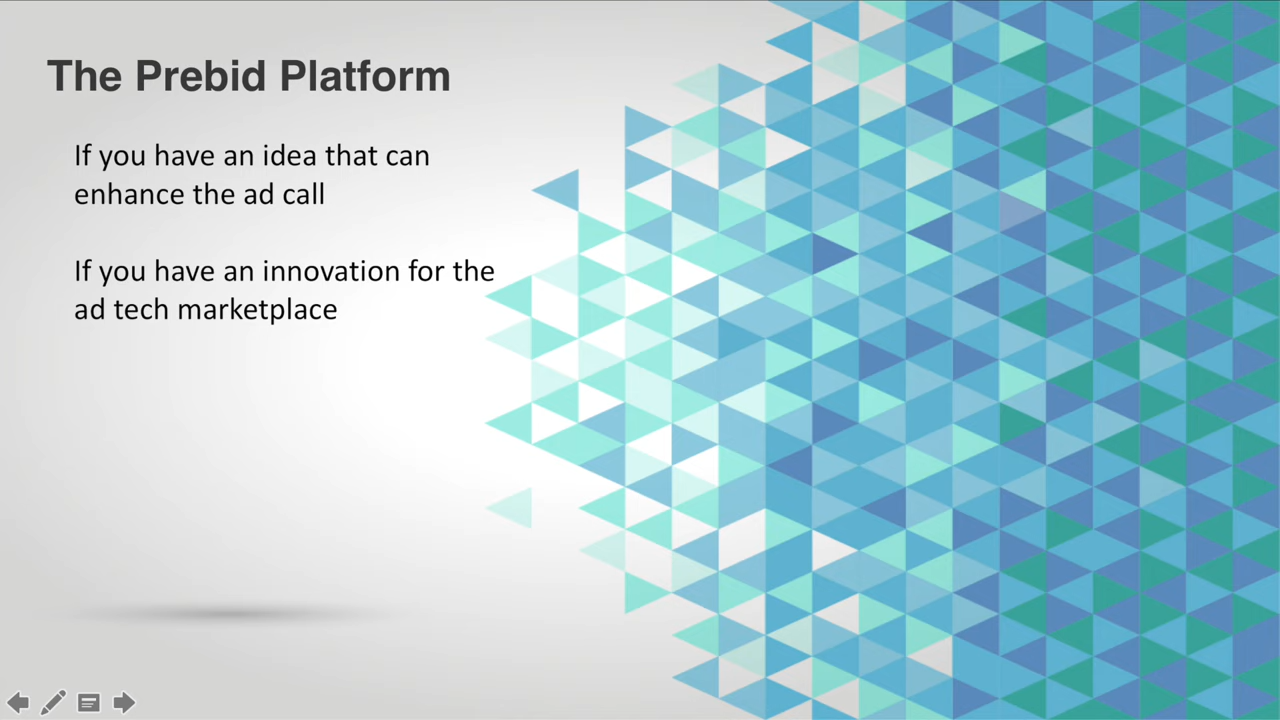 The Prebid Platform
If you have an idea that can
enhance the ad call
If you have an innovation for the
ad tech marketplace